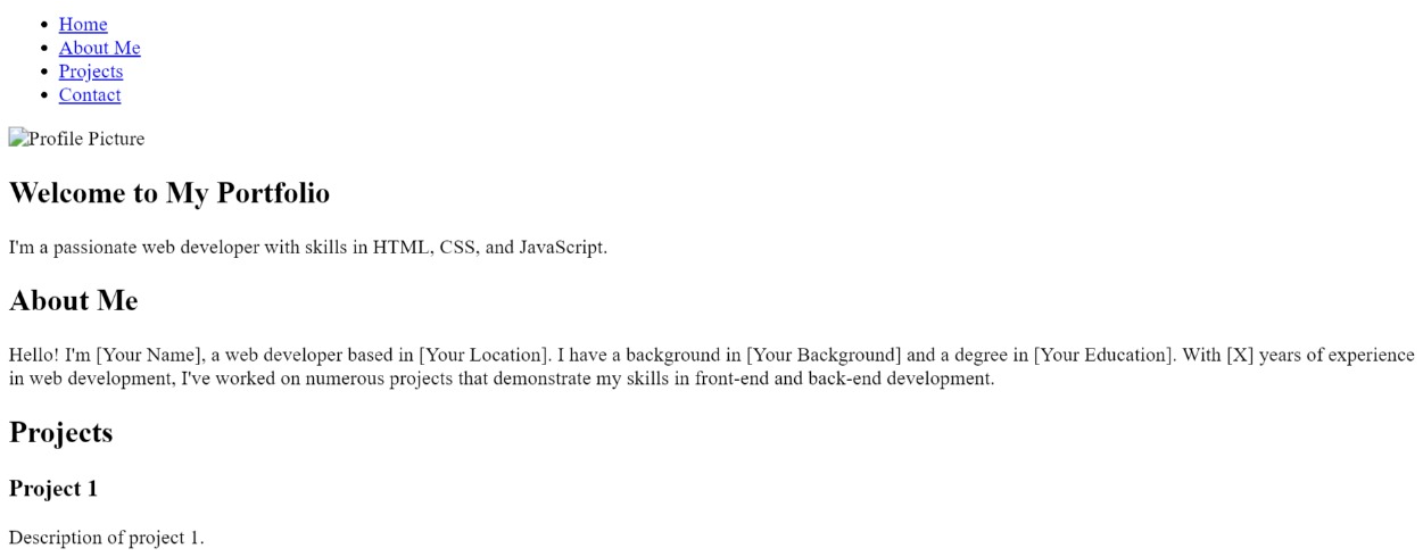 Home
About Me
Projects
Contact
Profile Picture
Welcome to My Portfolio
I'm a passionate web developer with skills in HTML, CSS, and JavaScript.
About Me
Hello! I'm [Your Name], a web developer based in [Your Location]. I have a background in [Your Background] and a degree in [Your Education]. With [X] years of experience
in web development, I've worked on numerous projects that demonstrate my skills in front-end and back-end development.
Projects
Project 1
Description of project 1.